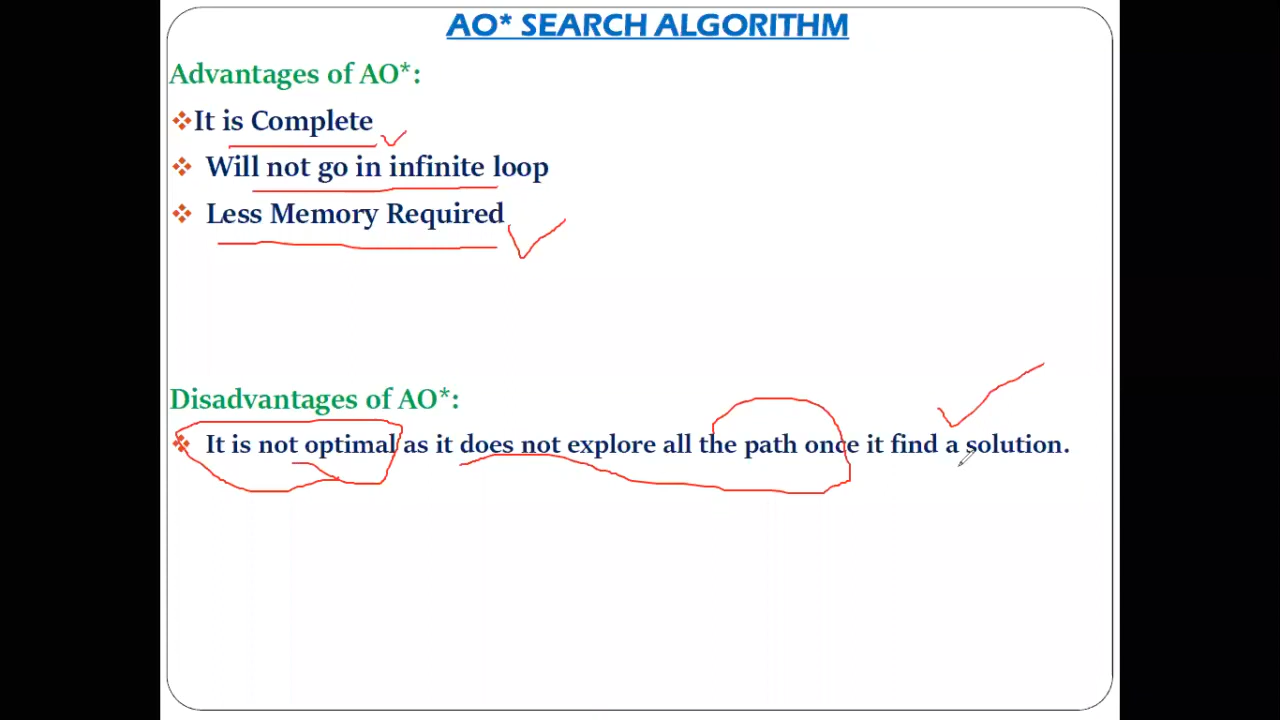 AO* SEARCH ALGORITHM
Advantages of AO*:
It is Complete
Will not go in infinite loop
Less Memory Required
Disadvantages of AO*:
It is not optimal as it does not explore all the path once it find a solution.